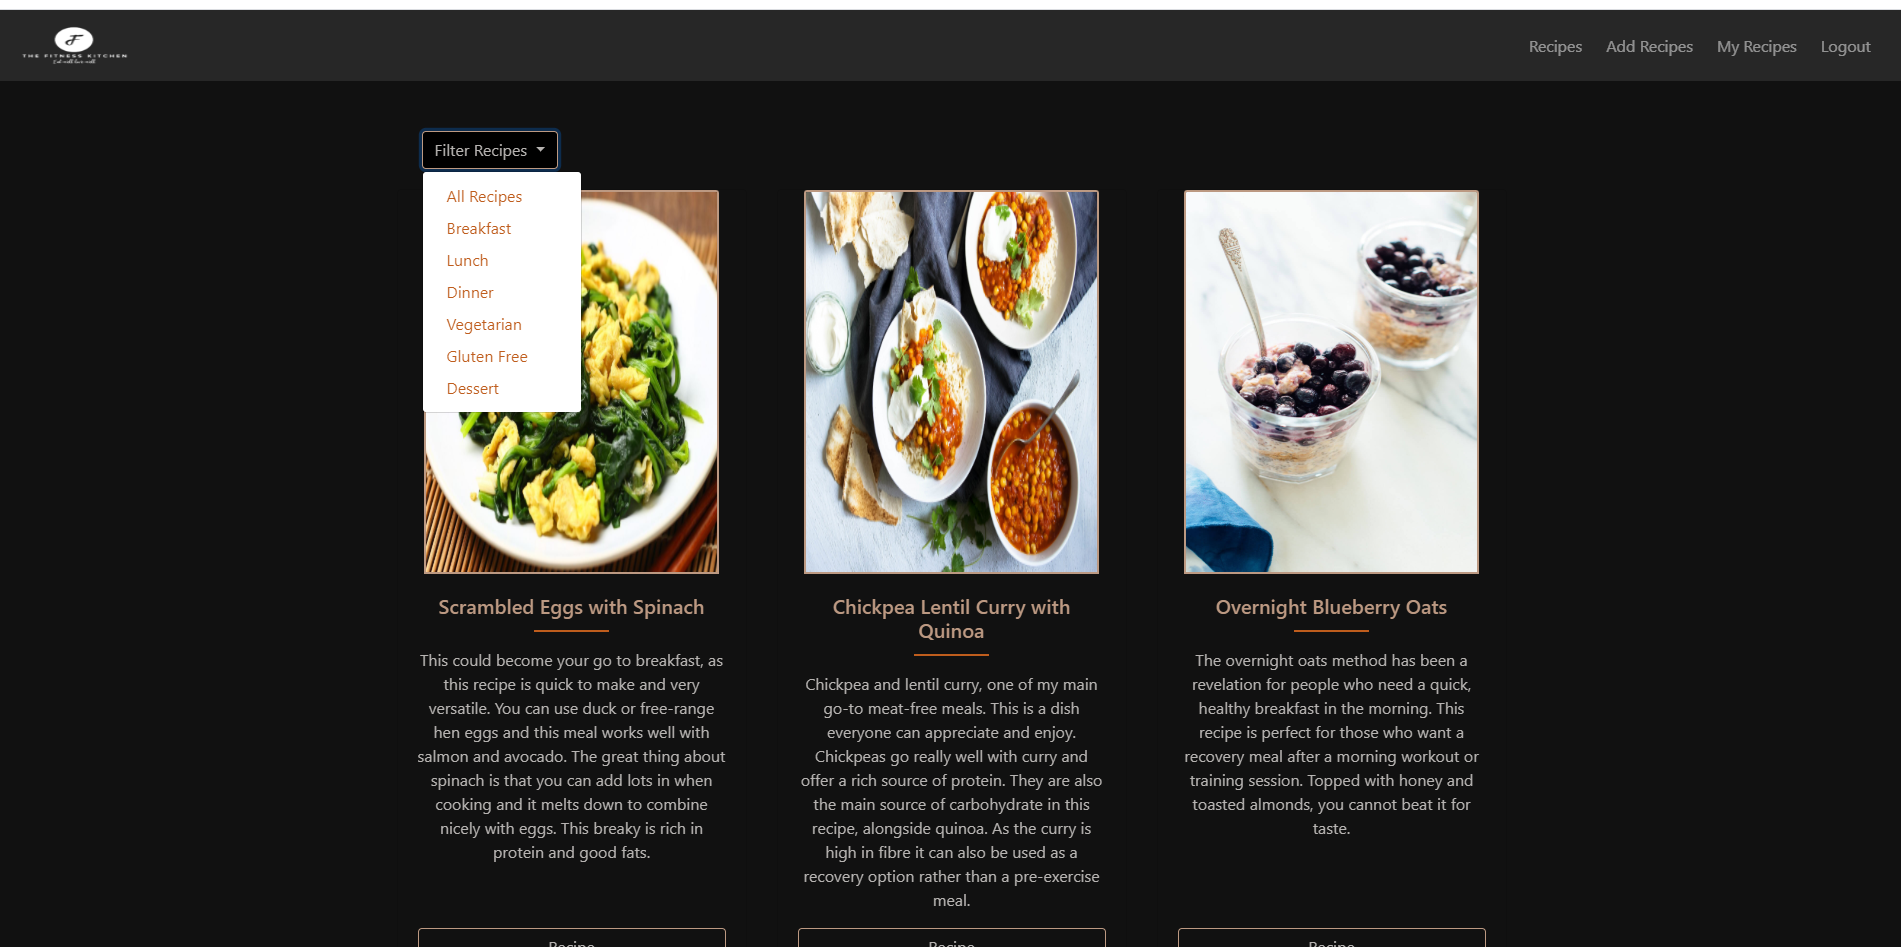 THE FITNESS KITCHEN
Eat well live well
Recipes Add Recipes My Recipes Logout
Filter Recipes
All Recipes
Breakfast
Lunch
Dinner
Vegetarian
Gluten Free
Dessert
Scrambled Eggs with Spinach
This could become your go to breakfast, as
this recipe is quick to make and very
versatile. You can use duck or free-range
hen eggs and this meal works well with
salmon and avocado. The great thing about
spinach is that you can add lots in when
cooking and it melts down to combine
nicely with eggs. This breaky is rich in
protein and good fats.
Recipe
Chickpea Lentil Curry with
Quinoa
Chickpea and lentil curry, one of my main
go-to meat-free meals. This is a dish
everyone can appreciate and enjoy.
Chickpeas go really well with curry and
offer a rich source of protein. They are also
the main source of carbohydrate in this
recipe, alongside quinoa. As the curry is
high in fibre it can also be used as a
recovery option rather than a pre-exercise
meal.
Recipe
Overnight Blueberry Oats
The overnight oats method has been a
revelation for people who need a quick,
healthy breakfast in the morning. This
recipe is perfect for those who want a
recovery meal after a morning workout or
training session. Topped with honey and
toasted almonds, you cannot beat it for
taste.
Recipe